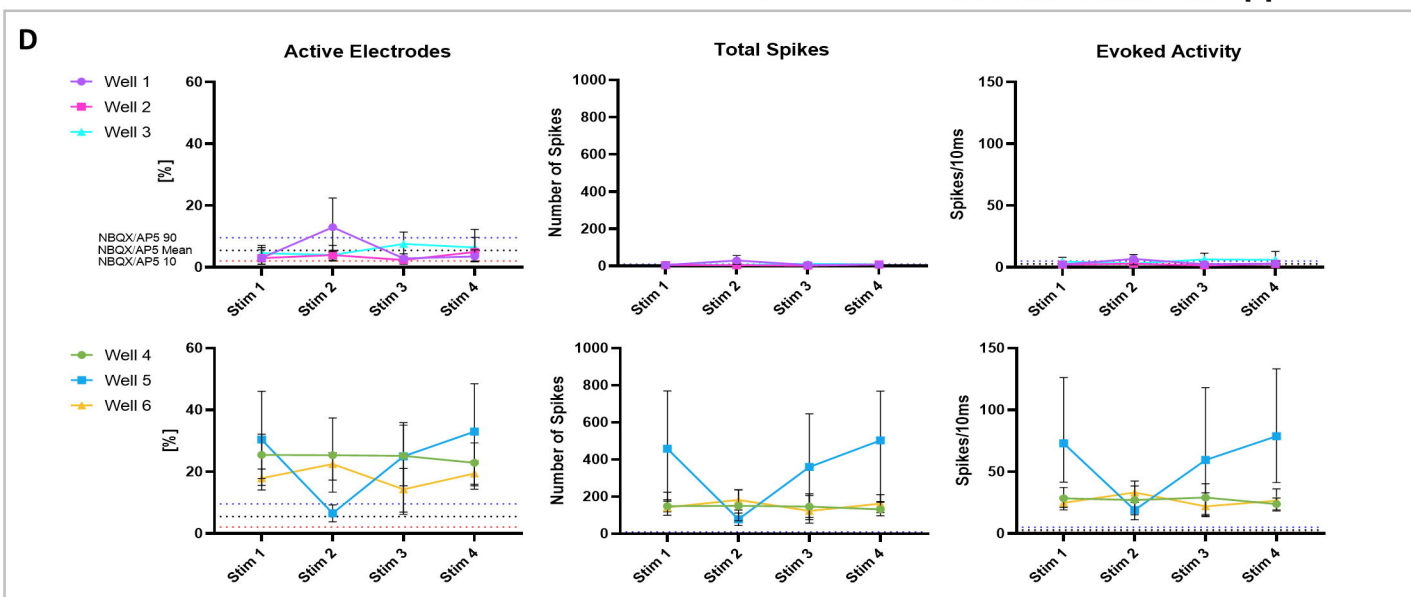 D
Active Electrodes
Well 1
Well 2
Well 3
60
40
20
0
[%]
NBQX/AP5 90
NBQX/AP5 Mean
NBQX/AP5 10
Stim 1
Stim 2
Stim 3
Stim 4
Total Spikes
Number of Spikes
1000
800
600
400
200
0
Stim 1
Stim 2
Stim 3
Stim 4
Evoked Activity
Spikes/10ms
150
100
50
0
Stim 1
Stim 2
Stim 3
Stim 4
Well 4
Well 5
Well 6
60
40
20
0
[%]
Stim 1
Stim 2
Stim 3
Stim 4
Number of Spikes
1000
800
600
400
200
0
Stim 1
Stim 2
Stim 3
Stim 4
Spikes/10ms
150
100
50
0
Stim 1
Stim 2
Stim 3
Stim 4